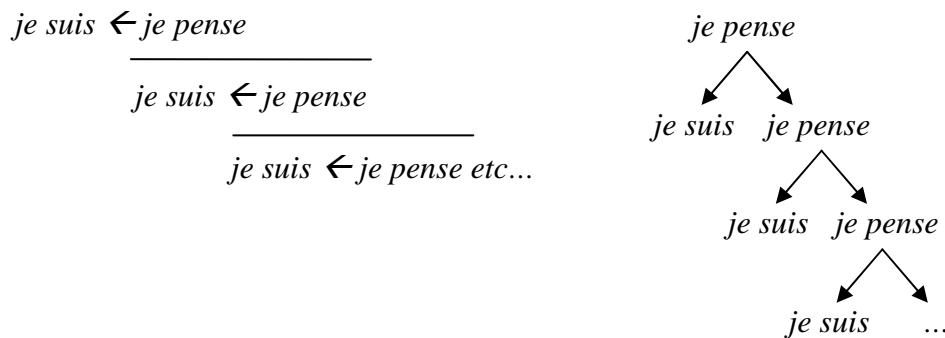 je suis ← je pense
je suis ← je pense
je suis ← je pense etc...
je pense
je suis je pense
je suis je pense
je suis ...